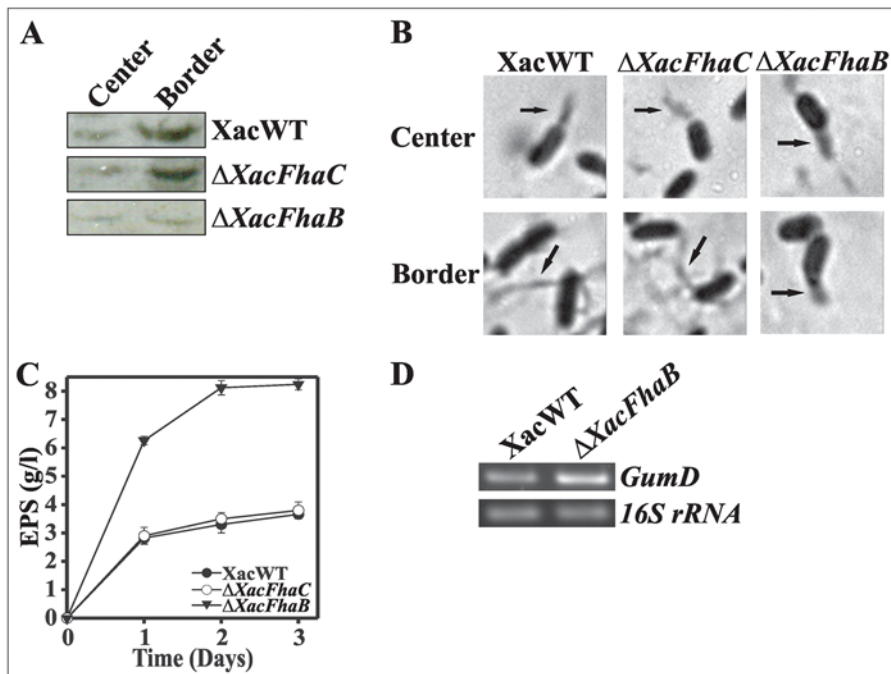 A
Center
Border
XacWT
ΔXacFhaC
ΔXacFhaB
B
XacWT
ΔXacFhaC
ΔXacFhaB
Center
Border
C
EPS (g/l)
8
7
6
5
4
3
2
1
0
0 1 2 3
Time (Days)
XacWT
ΔXacFhaC
ΔXacFhaB
D
XacWT
ΔXacFhaB
GumD
16S rRNA